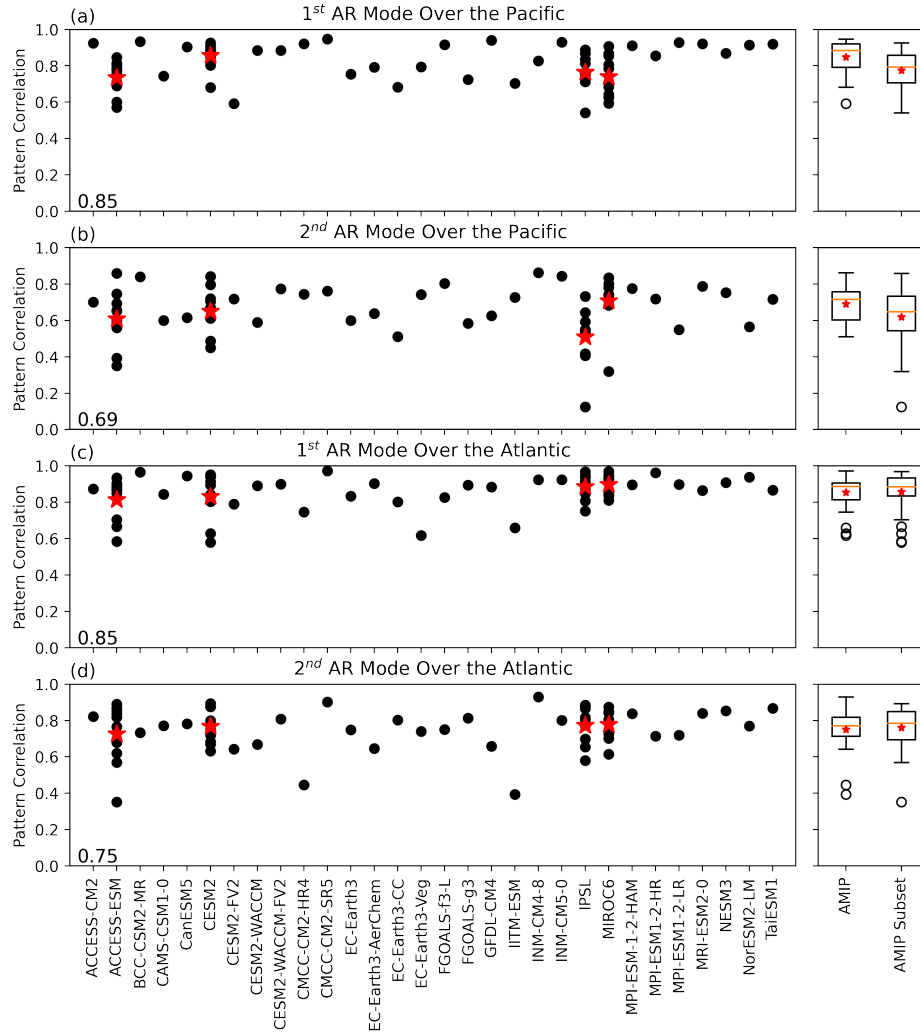 (a) 1st AR Mode Over the Pacific
1.0
0.8
0.6
0.4
0.2
0.0
Pattern Correlation
0.85
(b) 2nd AR Mode Over the Pacific
1.0
0.8
0.6
0.4
0.2
0.0
Pattern Correlation
0.69
(c) 1st AR Mode Over the Atlantic
1.0
0.8
0.6
0.4
0.2
0.0
Pattern Correlation
0.85
(d) 2nd AR Mode Over the Atlantic
1.0
0.8
0.6
0.4
0.2
0.0
Pattern Correlation
0.75
ACCESS-CM2
ACCESS-ESM
BCC-CSM2-MR
CAMS-CSM1-0
CanESM5
CESM2
CESM2-FV2
CESM2-WACCM
CESM2-WACCM-FV2
CMCC-CM2-HR4
CMCC-CM2-SR5
EC-Earth3
EC-Earth3-AerChem
EC-Earth3-CC
EC-Earth3-Veg
FGOALS-f3-L
FGOALS-g3
GFDL-CM4
IITM-ESM
INM-CM4-8
INM-CM5-0
IPSL
MIROC6
MPI-ESM-1-2-HAM
MPI-ESM1-2-HR
MPI-ESM1-2-LR
MRI-ESM2-0
NESM3
NorESM2-LM
TaiESM1
AMIP
AMIP Subset